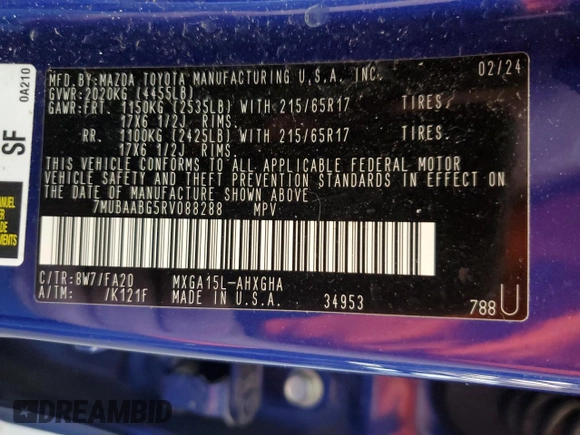 MFD.BY:MAZDA TOYOTA MANUFACTURING U.S.A. INC. 02/24
GVWR:2020KG (4455LB)
GAWR:FRT. 1150KG (2535LB) WITH 215/65R17 TIRES,
17X6 1/2J RIMS.
RR. 1100KG (2425LB) WITH 215/65R17 TIRES,
17X6 1/2J RIMS.
THIS VEHICLE CONFORMS TO ALL APPLICABLE FEDERAL MOTOR
VEHICLE SAFETY AND THEFT PREVENTION STANDARDS IN EFFECT
ON THE DATE OF MANUFACTURE SHOWN ABOVE.
7MUBAABG5RV088288 MPV
C/TR:8W7/FA20 MXGA15L-AHXGHA
A/TM: /K121F MADE IN U.S.A. 34953 788U
0A210
SF
DREAMBID